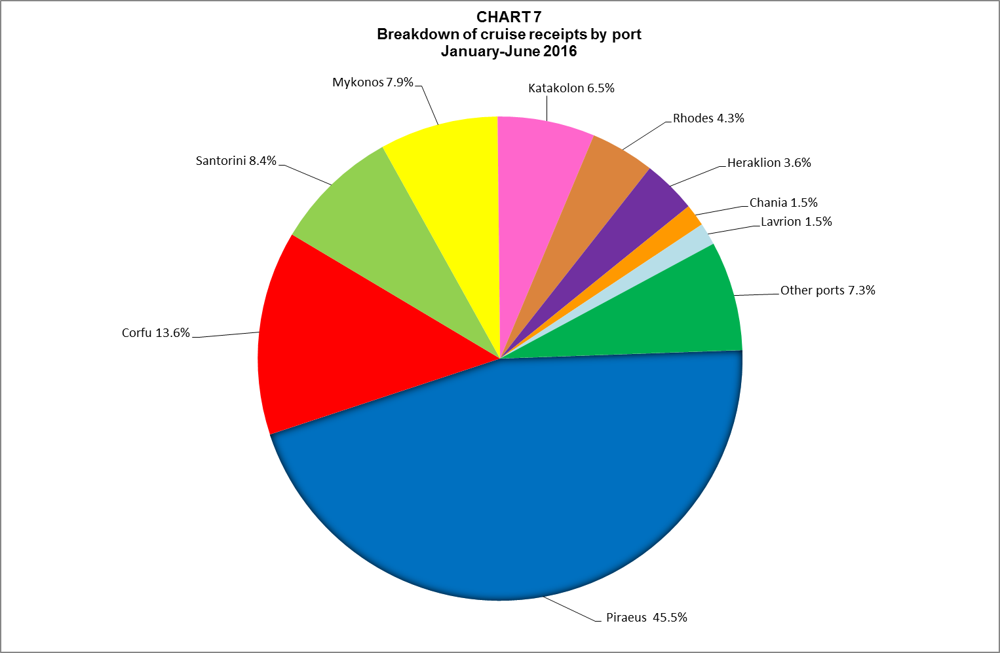 CHART 7
Breakdown of cruise receipts by port
January-June 2016
Mykonos 7.9%
Katakolon 6.5%
Rhodes 4.3%
Santorini 8.4%
Heraklion 3.6%
Chania 1.5%
Lavrion 1.5%
Other ports 7.3%
Corfu 13.6%
Piraeus 45.5%